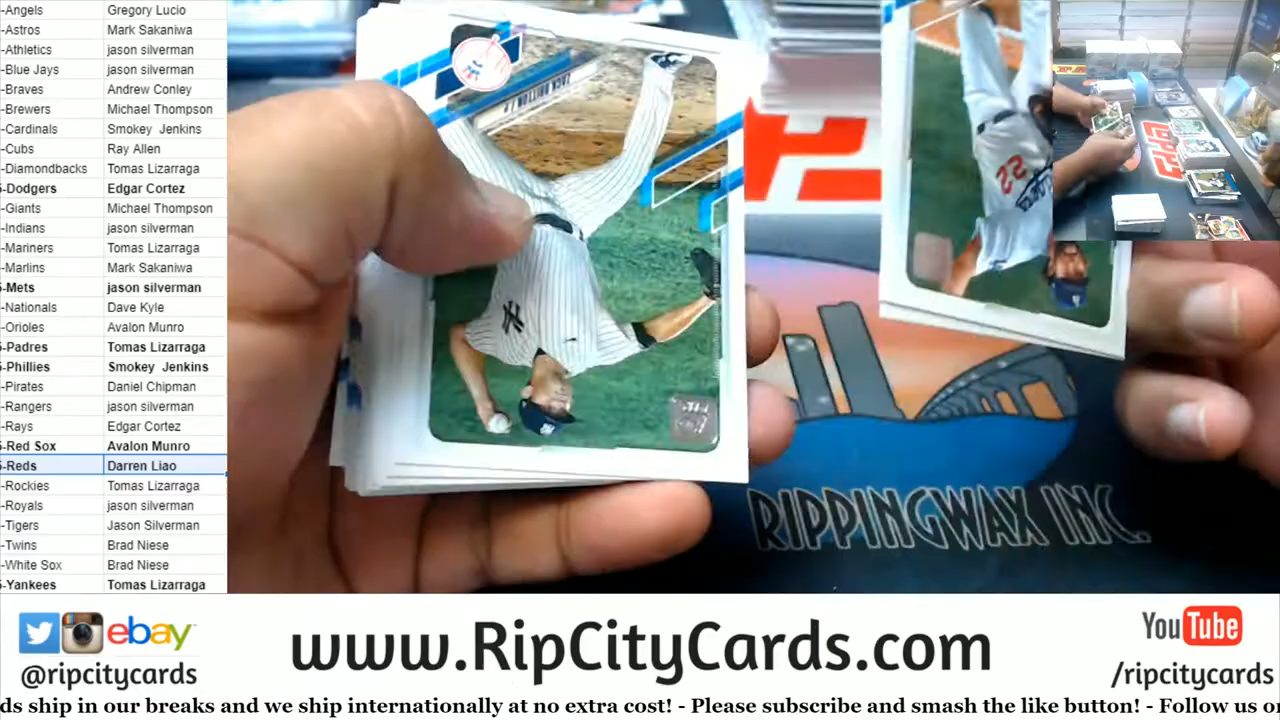 -Angels Gregory Lucio
-Astros Mark Sakaniwa
-Athletics jason silverman
-Blue Jays jason silverman
-Braves Andrew Conley
-Brewers Michael Thompson
-Cardinals Smokey Jenkins
-Cubs Ray Allen
-Diamondbacks Tomas Lizarraga
-Dodgers Edgar Cortez
-Giants Michael Thompson
-Indians jason silverman
-Mariners Tomas Lizarraga
-Marlins Mark Sakaniwa
-Mets jason silverman
-Nationals Dave Kyle
-Orioles Avalon Munro
-Padres Tomas Lizarraga
-Phillies Smokey Jenkins
-Pirates Daniel Chipman
-Rangers jason silverman
-Rays Edgar Cortez
-Red Sox Avalon Munro
-Reds Darren Liao
-Rockies Tomas Lizarraga
-Royals jason silverman
-Tigers Jason Silverman
-Twins Brad Niese
-White Sox Brad Niese
-Yankees Tomas Lizarraga
22
RIPPINGWAX INC.
ebay
@ripcitycards
www.RipCityCards.com
YouTube
/ripcitycards
ds ship in our breaks and we ship internationally at no extra cost! - Please subscribe and smash the like button! - Follow us on